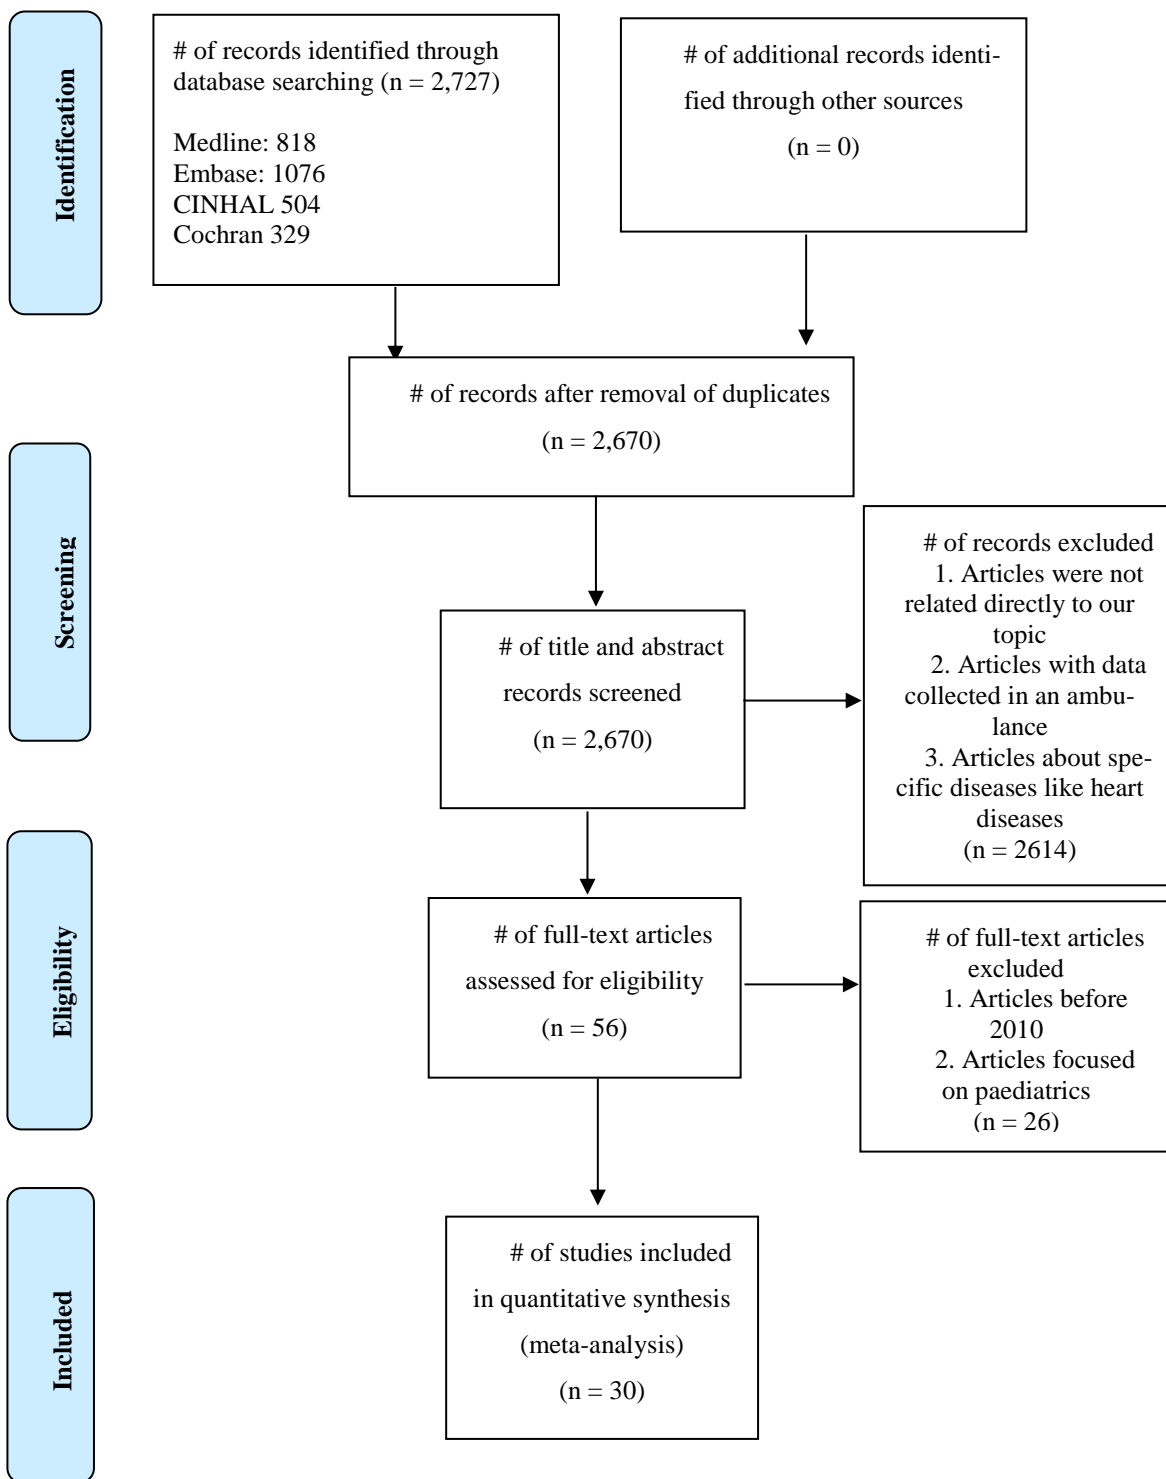 Identification
# of records identified through
database searching (n = 2,727)
Medline: 818
Embase: 1076
CINHAL 504
Cochran 329
# of additional records identi-
fied through other sources
(n = 0)
# of records after removal of duplicates
(n = 2,670)
Screening
# of title and abstract
records screened
(n = 2,670)
# of records excluded
1. Articles were not
related directly to our
topic
2. Articles with data
collected in an ambu-
lance
3. Articles about spe-
cific diseases like heart
diseases
(n = 2614)
Eligibility
# of full-text articles
assessed for eligibility
(n = 56)
# of full-text articles
excluded
1. Articles before
2010
2. Articles focused
on paediatrics
(n = 26)
Included
# of studies included
in quantitative synthesis
(meta-analysis)
(n = 30)